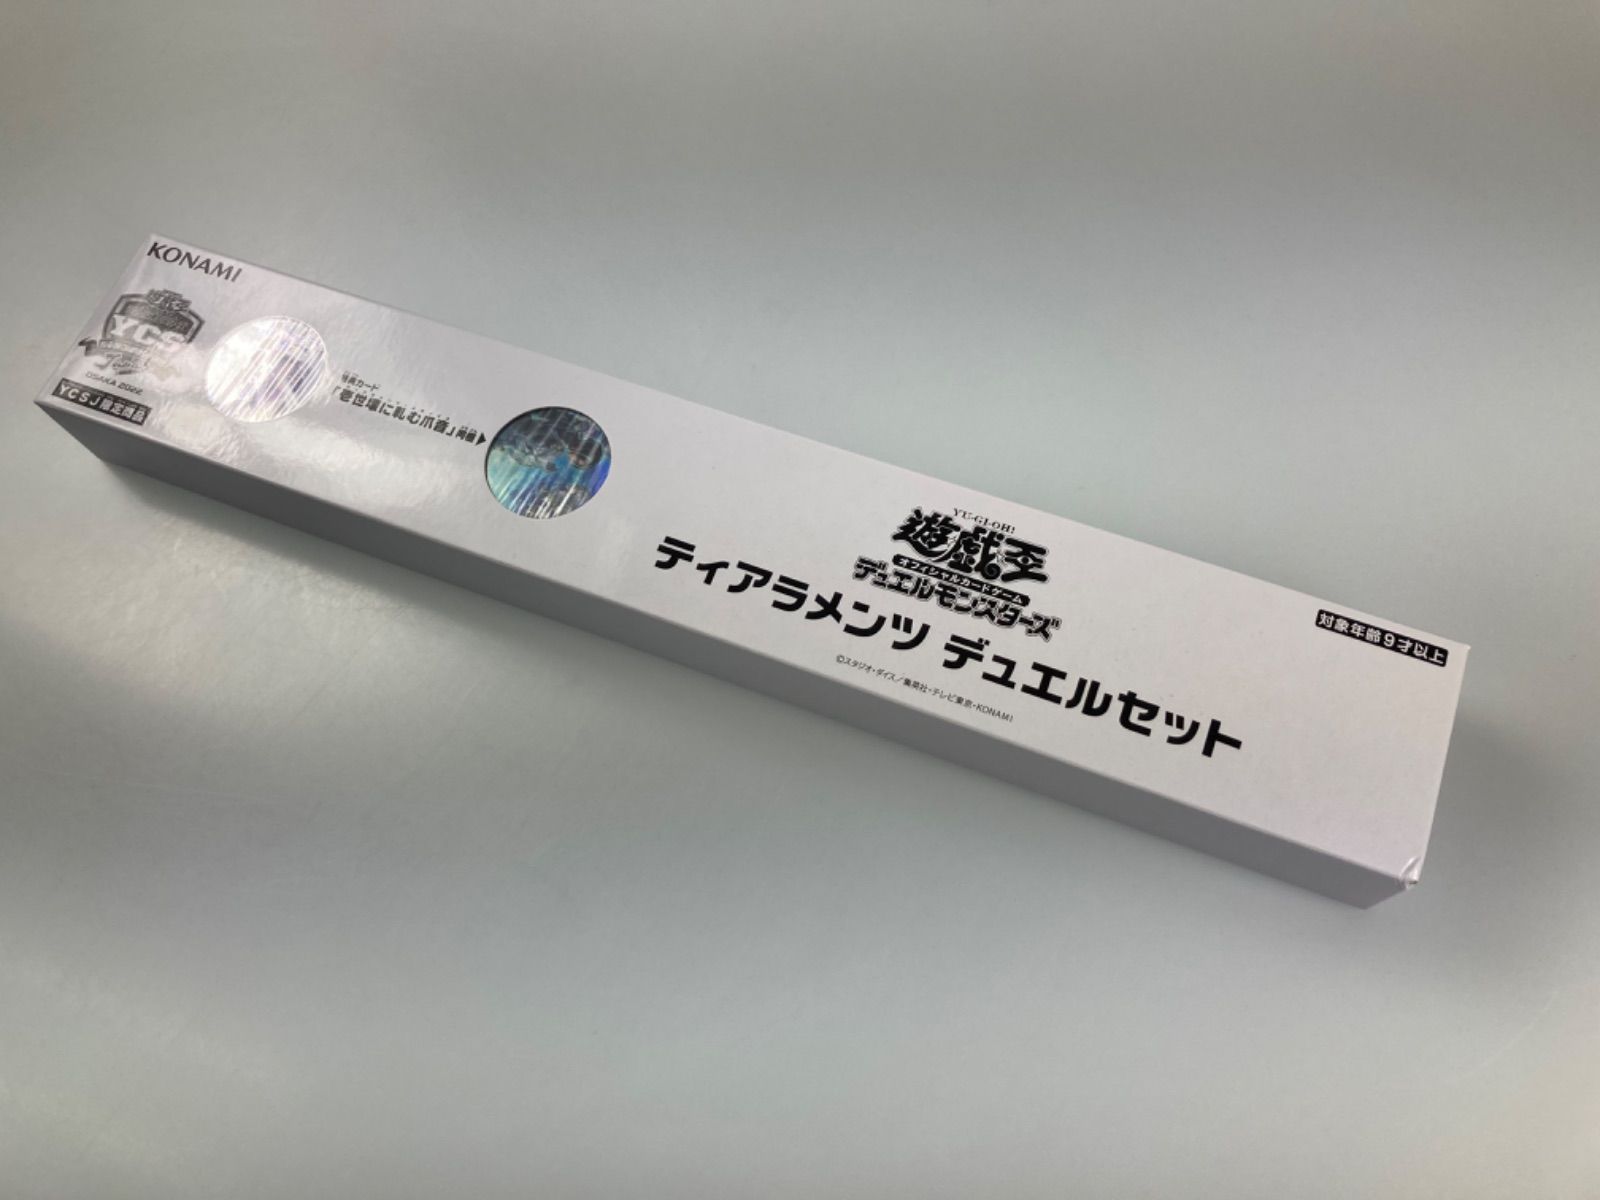 KONAMI
YCS
OSAKA 2022
YCSJ限定商品
特典カード
「壱世壊に軋む爪音」同梱▶
YU-GI-OH!
遊戯王
オフィシャルカードゲーム
デュエルモンスターズ
ティアラメンツ デュエルセット
©スタジオ・ダイス／集英社・テレビ東京・KONAMI
対象年齢9才以上